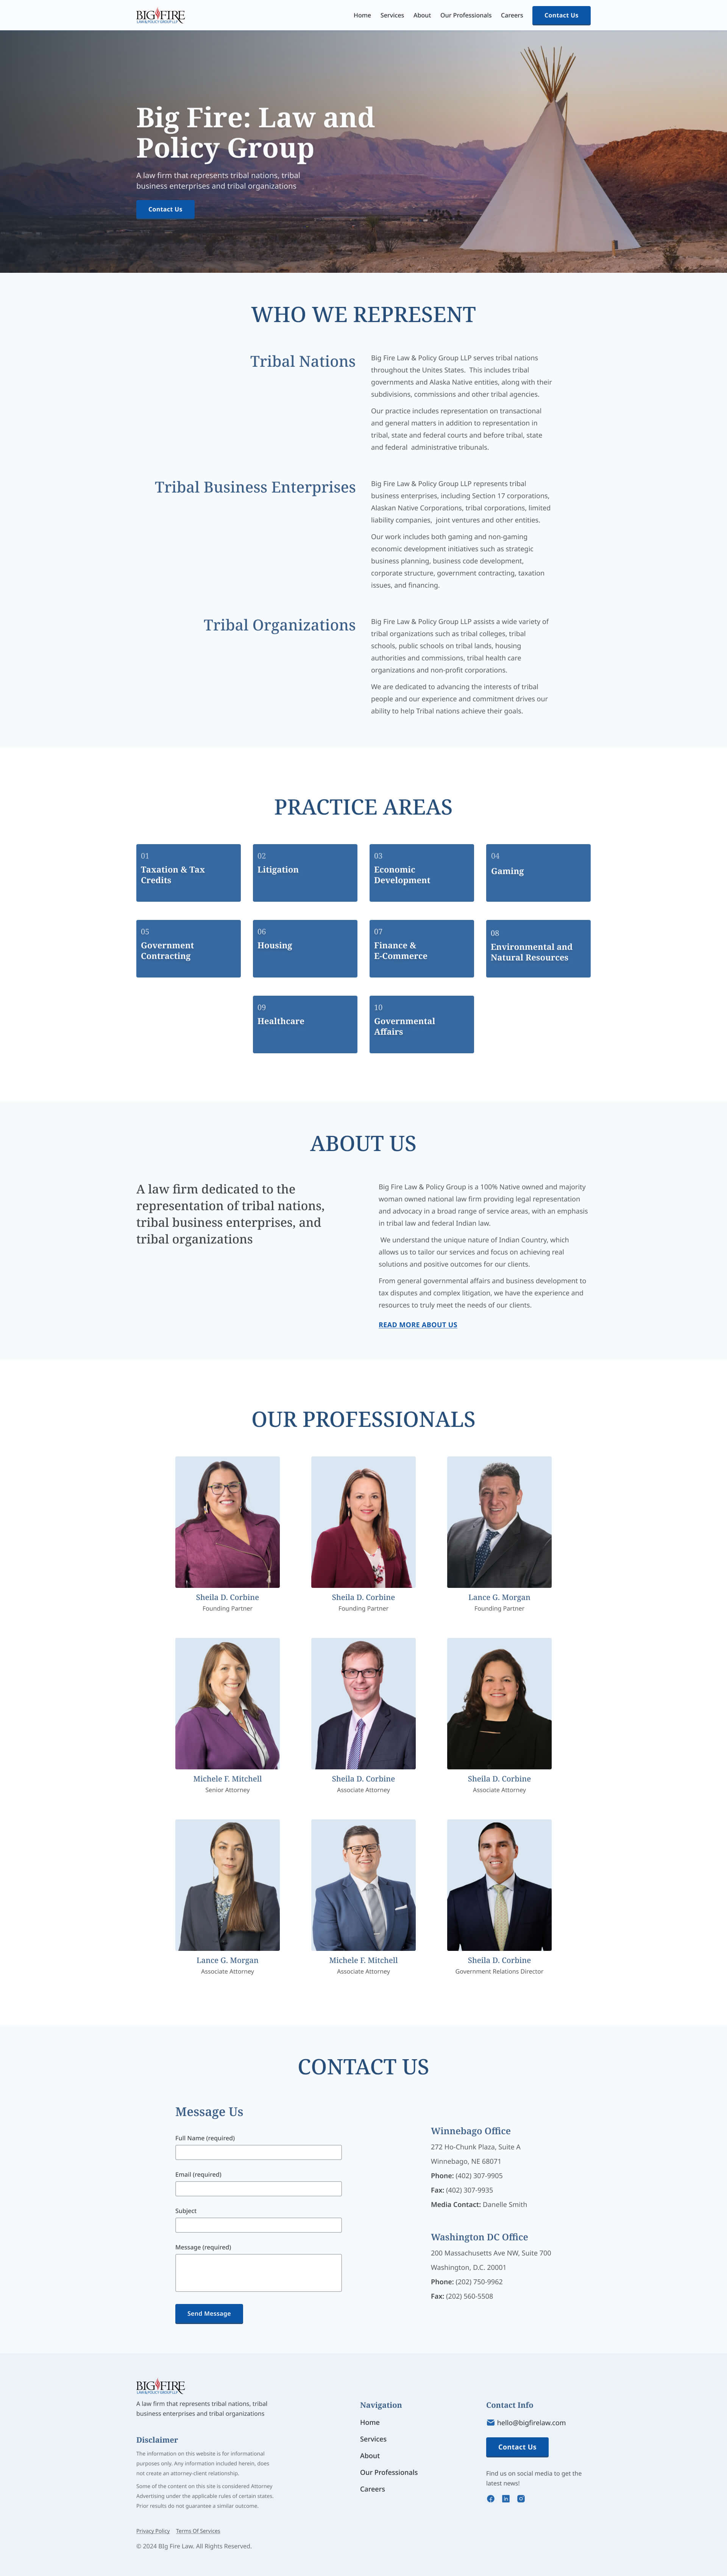 BIG FIRE
LAW & POLICY GROUP LLP
Home Services About Our Professionals Careers Contact Us
Big Fire: Law and
Policy Group
A law firm that represents tribal nations, tribal
business enterprises and tribal organizations
Contact Us
WHO WE REPRESENT
Tribal Nations
Big Fire Law & Policy Group LLP serves tribal nations
throughout the Unites States. This includes tribal
governments and Alaska Native entities, along with their
subdivisions, commissions and other tribal agencies.
Our practice includes representation on transactional
and general matters in addition to representation in
tribal, state and federal courts and before tribal, state
and federal administrative tribunals.
Tribal Business Enterprises
Big Fire Law & Policy Group LLP represents tribal
business enterprises, including Section 17 corporations,
Alaskan Native Corporations, tribal corporations, limited
liability companies, joint ventures and other entities.
Our work includes both gaming and non-gaming
economic development initiatives such as strategic
business planning, business code development,
corporate structure, government contracting, taxation
issues, and financing.
Tribal Organizations
Big Fire Law & Policy Group LLP assists a wide variety of
tribal organizations such as tribal colleges, tribal
schools, public schools on tribal lands, housing
authorities and commissions, tribal health care
organizations and non-profit corporations.
We are dedicated to advancing the interests of tribal
people and our experience and commitment drives our
ability to help Tribal nations achieve their goals.
PRACTICE AREAS
01
Taxation & Tax
Credits
02
Litigation
03
Economic
Development
04
Gaming
05
Government
Contracting
06
Housing
07
Finance &
E-Commerce
08
Environmental and
Natural Resources
09
Healthcare
10
Governmental
Affairs
ABOUT US
A law firm dedicated to the
representation of tribal nations,
tribal business enterprises, and
tribal organizations
Big Fire Law & Policy Group is a 100% Native owned and majority
woman owned national law firm providing legal representation
and advocacy in a broad range of service areas, with an emphasis
in tribal law and federal Indian law.
We understand the unique nature of Indian Country, which
allows us to tailor our services and focus on achieving real
solutions and positive outcomes for our clients.
From general governmental affairs and business development to
tax disputes and complex litigation, we have the experience and
resources to truly meet the needs of our clients.
READ MORE ABOUT US
OUR PROFESSIONALS
Sheila D. Corbine
Founding Partner
Sheila D. Corbine
Founding Partner
Lance G. Morgan
Founding Partner
Michele F. Mitchell
Senior Attorney
Sheila D. Corbine
Associate Attorney
Sheila D. Corbine
Associate Attorney
Lance G. Morgan
Associate Attorney
Michele F. Mitchell
Associate Attorney
Sheila D. Corbine
Government Relations Director
CONTACT US
Message Us
Full Name (required)
Email (required)
Subject
Message (required)
Send Message
Winnebago Office
272 Ho-Chunk Plaza, Suite A
Winnebago, NE 68071
Phone: (402) 307-9905
Fax: (402) 307-9935
Media Contact: Danelle Smith
Washington DC Office
200 Massachusetts Ave NW, Suite 700
Washington, D.C. 20001
Phone: (202) 750-9962
Fax: (202) 560-5508
BIG FIRE
LAW & POLICY GROUP LLP
A law firm that represents tribal nations, tribal
business enterprises and tribal organizations
Disclaimer
The information on this website is for informational
purposes only. Any information included herein, does
not create an attorney-client relationship.
Some of the content on this site is considered Attorney
Advertising under the applicable rules of certain states.
Prior results do not guarantee a similar outcome.
Privacy Policy Terms Of Services
© 2024 Big Fire Law. All Rights Reserved.
Navigation
Home
Services
About
Our Professionals
Careers
Contact Info
hello@bigfirelaw.com
Contact Us
Find us on social media to get the
latest news!